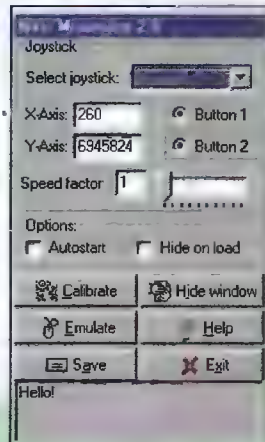 Joystick
Select joystick:
X-Axis: 260 Button 1
Y-Axis: 6945824 Button 2
Speed factor 1
Options:
Autostart Hide on load
Calibrate Hide window
Emulate Help
Save Exit
Hello!